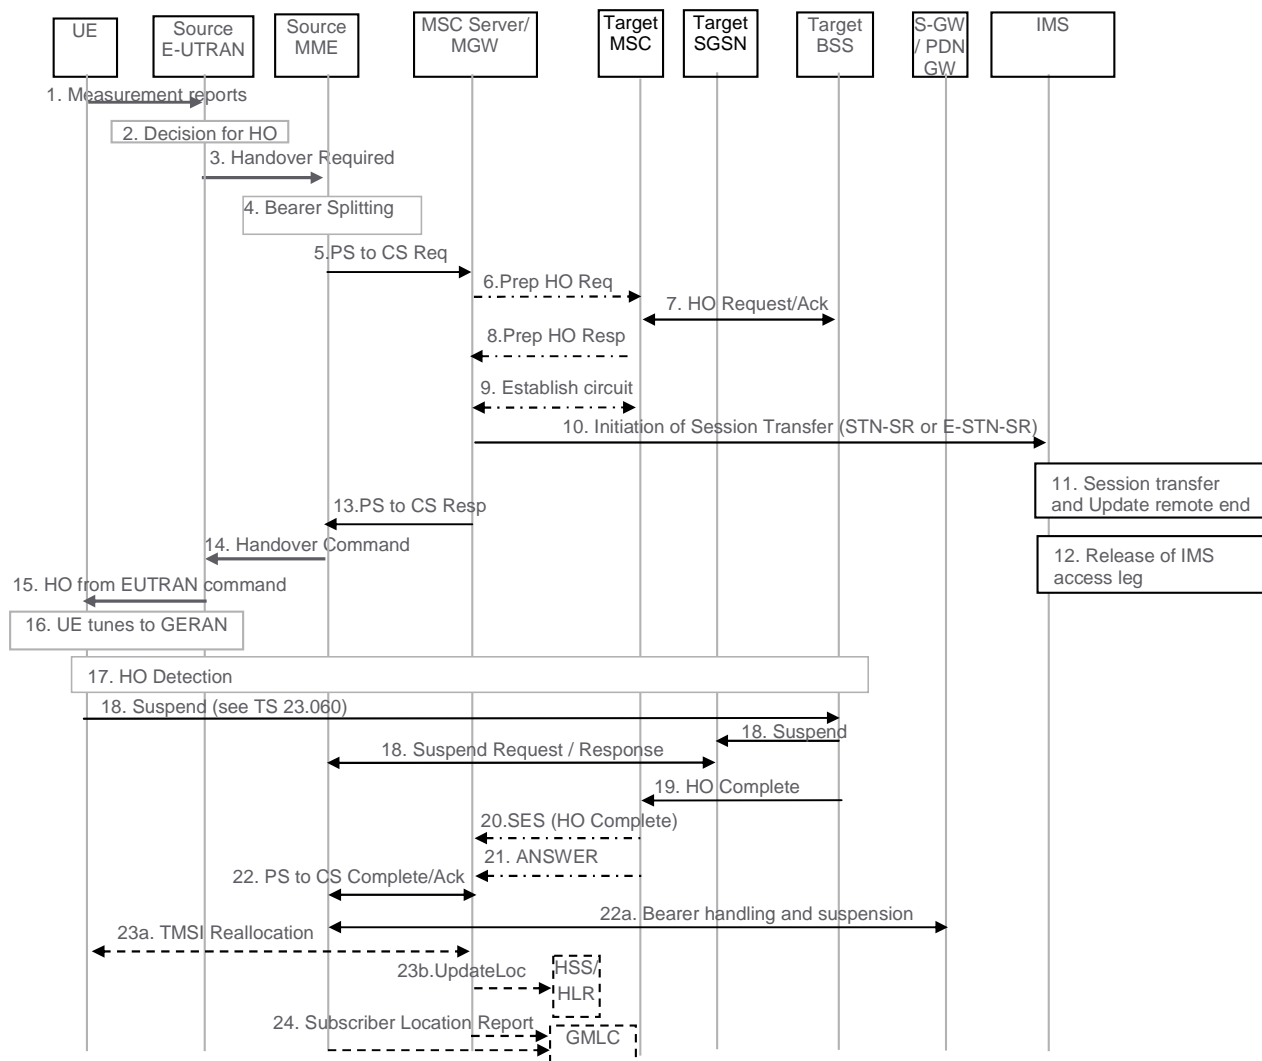 UE
Source
E-UTRAN
Source
MME
MSC Server/
MGW
Target
MSC
Target
SGSN
Target
BSS
S-GW
/ PDN
GW
IMS
1. Measurement reports
2. Decision for HO
3. Handover Required
4. Bearer Splitting
5.PS to CS Req
6.Prep HO Req
7. HO Request/Ack
8.Prep HO Resp
9. Establish circuit
10. Initiation of Session Transfer (STN-SR or E-STN-SR)
11. Session transfer
and Update remote end
13.PS to CS Resp
14. Handover Command
12. Release of IMS
access leg
15. HO from EUTRAN command
16. UE tunes to GERAN
17. HO Detection
18. Suspend (see TS 23.060)
18. Suspend
18. Suspend Request / Response
19. HO Complete
20.SES (HO Complete)
21. ANSWER
22. PS to CS Complete/Ack
22a. Bearer handling and suspension
23a. TMSI Reallocation
23b.UpdateLoc
HSS/
HLR
24. Subscriber Location Report
GMLC